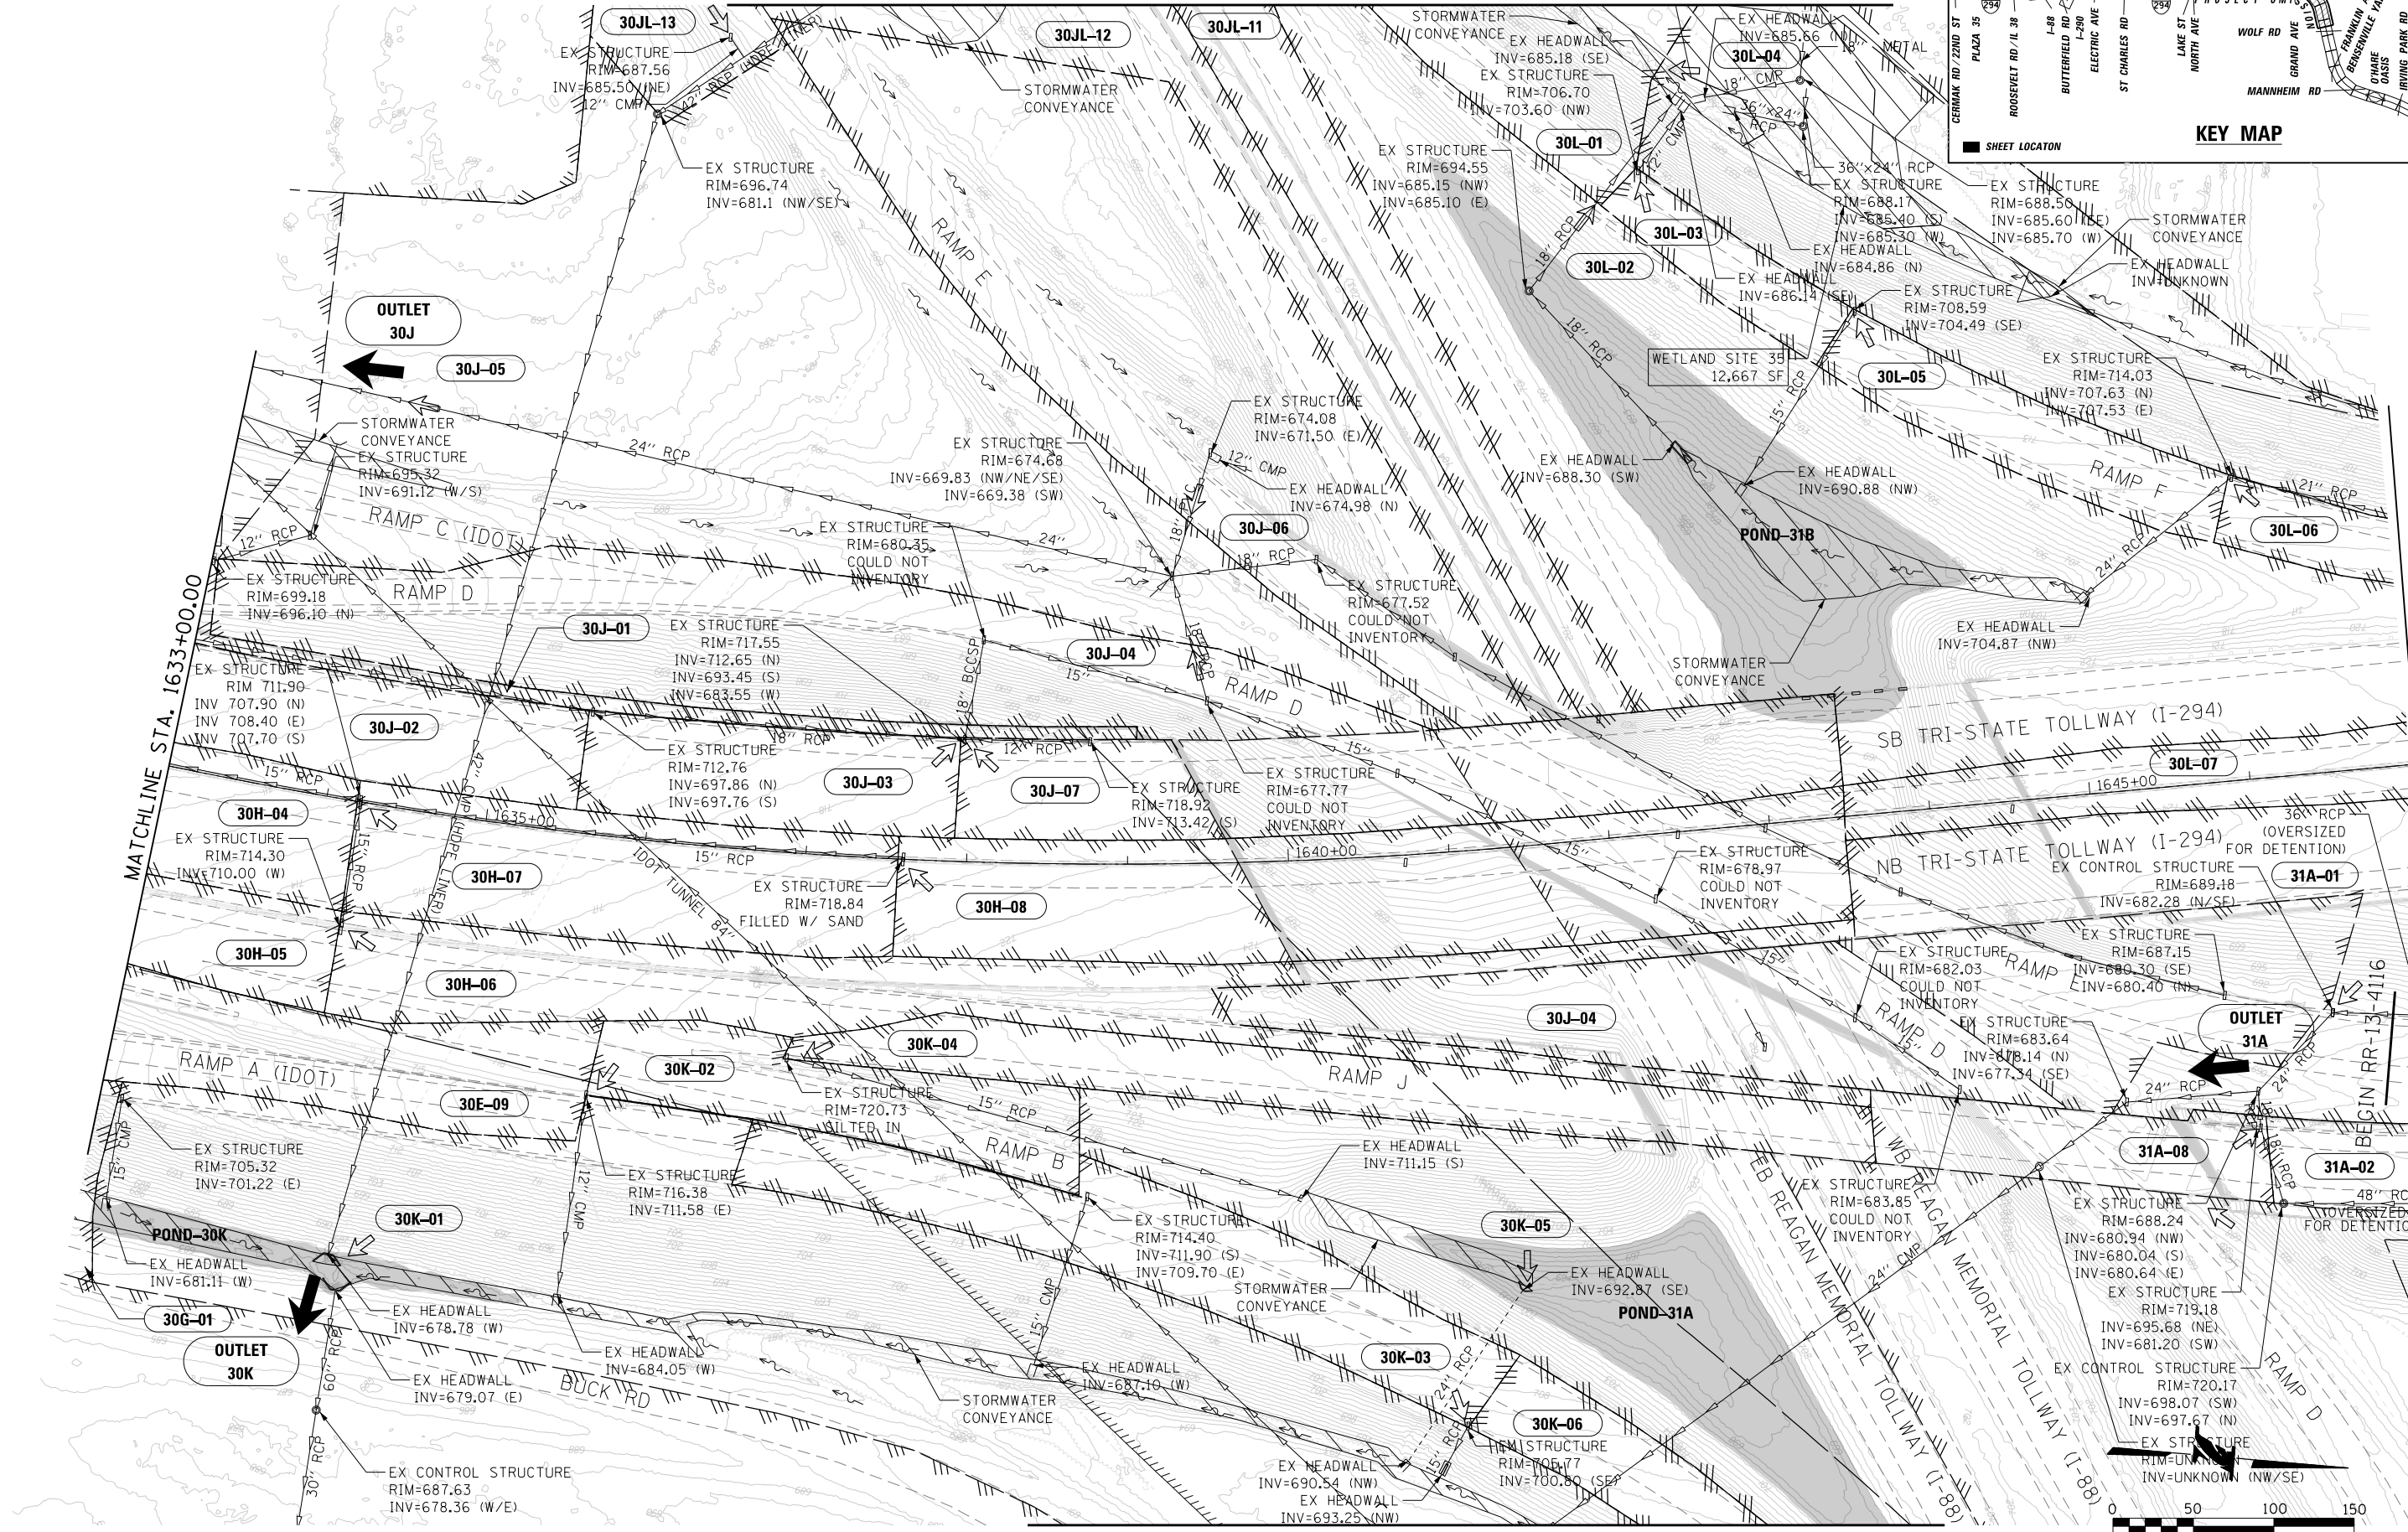 30JL-13
EX STRUCTURE
RIM=687.56
INV=685.50 (NE)
12" CMP
42" RCP (HDPE LINER)
30JL-12
STORMWATER
CONVEYANCE
30JL-11
STORMWATER
CONVEYANCE
EX HEADWALL
INV=685.18 (SE)
EX STRUCTURE
RIM=706.70
INV=703.60 (NW)
EX HEADWALL
INV=685.66
18" METAL
30L-04
18" CMP
36"x24"
RCP
12" CMP
30L-01
CERMAK RD / 22ND ST
PLAZA 35
294
ROOSEVELT RD / IL 38
I-88
BUTTERFIELD RD
I-290
ELECTRIC AVE
ST CHARLES RD
294
LAKE ST
NORTH AVE
WOLF RD
GRAND AVE
MANNHEIM RD
O'HARE
OASIS
IRVING PARK RD
KEY MAP
SHEET LOCATON
EX STRUCTURE
RIM=696.74
INV=681.1 (NW/SE)
RAMP E
EX STRUCTURE
RIM=694.55
INV=685.15 (NW)
INV=685.10 (E)
18" RCP
30L-03
30L-02
36"x24" RCP
EX STRUCTURE
RIM=688.17
INV=685.40 (S)
INV=685.30 (W)
EX HEADWALL
INV=684.86 (N)
EX HEADWALL
INV=686.14 (SE)
EX STRUCTURE
RIM=688.50
INV=685.60 (SE)
INV=685.70 (W)
STORMWATER
CONVEYANCE
EX HEADWALL
INV=UNKNOWN
EX STRUCTURE
RIM=708.59
INV=704.49 (SE)
OUTLET
30J
30J-05
WETLAND SITE 35
12,667 SF
18" RCP
15" RCP
30L-05
EX STRUCTURE
RIM=714.03
INV=707.63 (N)
INV=707.53 (E)
RAMP F
21" RCP
30L-06
24" RCP
STORMWATER
CONVEYANCE
EX STRUCTURE
RIM=695.32
INV=691.12 (W/S)
24" RCP
EX STRUCTURE
RIM=674.68
INV=669.83 (NW/NE/SE)
INV=669.38 (SW)
EX STRUCTURE
RIM=674.08
INV=671.50 (E)
12" CMP
EX HEADWALL
INV=674.98 (N)
30J-06
EX HEADWALL
INV=688.30 (SW)
EX HEADWALL
INV=690.88 (NW)
POND-31B
RAMP C (IDOT)
12" RCP
EX STRUCTURE
RIM=680.35
COULD NOT
INVENTORY
24"
18" RCP
EX STRUCTURE
RIM=677.52
COULD NOT
INVENTORY
EX STRUCTURE
RIM=699.18
INV=696.10 (N)
RAMP D
30J-01
EX STRUCTURE
RIM=717.55
INV=712.65 (N)
INV=693.45 (S)
INV=683.55 (W)
18" BCCSP
30J-04
15"
18" RCP
RAMP D
EX HEADWALL
INV=704.87 (NW)
STORMWATER
CONVEYANCE
MATCHLINE STA. 1633+00.00
EX STRUCTURE
RIM 711.90
INV 707.90 (N)
INV 708.40 (E)
INV 707.70 (S)
30J-02
18" RCP
12" RCP
EX STRUCTURE
RIM=712.76
INV=697.86 (N)
INV=697.76 (S)
30J-03
30J-07
EX STRUCTURE
RIM=718.92
INV=713.42 (S)
EX STRUCTURE
RIM=677.77
COULD NOT
INVENTORY
15"
SB TRI-STATE TOLLWAY (I-294)
30L-07
1645+00
15" RCP
30H-04
EX STRUCTURE
RIM=714.30
INV=710.00 (W)
15" RCP
42" CMP (HDPE LINER)
1635+00
30H-07
15" RCP
IDOT TUNNEL 84"
1640+00
15"
EX STRUCTURE
RIM=718.84
FILLED W/ SAND
30H-08
EX STRUCTURE
RIM=678.97
COULD NOT
INVENTORY
NB TRI-STATE TOLLWAY (I-294)
36" RCP
(OVERSIZED
FOR DETENTION)
EX CONTROL STRUCTURE
RIM=689.18
INV=682.28 (N/SE)
31A-01
30H-05
30H-06
15"
EX STRUCTURE
RIM=682.03
COULD NOT
INVENTORY
RAMP
EX STRUCTURE
RIM=687.15
INV=680.30 (SE)
INV=680.40 (N)
30J-04
RAMP D
15"
EX STRUCTURE
RIM=683.64
INV=678.14 (N)
INV=677.34 (SE)
OUTLET
31A
24" RCP
24" RCP
BEGIN RR-13-4116
RAMP A (IDOT)
30K-02
30K-04
RAMP J
30E-09
EX STRUCTURE
RIM=720.73
SILTED IN
15" RCP
RAMP B
15" CMP
EX STRUCTURE
RIM=705.32
INV=701.22 (E)
EX STRUCTURE
RIM=716.38
INV=711.58 (E)
12" CMP
EX HEADWALL
INV=711.15 (S)
31A-08
18" RCP
31A-02
48" RC
(OVERSIZED
FOR DETENTIO
EX STRUCTURE
RIM=683.85
COULD NOT
INVENTORY
EX STRUCTURE
RIM=688.24
INV=680.94 (NW)
INV=680.04 (S)
INV=680.64 (E)
POND-30K
30K-01
EX HEADWALL
INV=681.11 (W)
EX STRUCTURE
RIM=714.40
INV=711.90 (S)
INV=709.70 (E)
30K-05
STORMWATER
CONVEYANCE
EX HEADWALL
INV=692.87 (SE)
POND-31A
24" CMP
EB REAGAN MEMORIAL TOLLWAY (I-88)
WB REAGAN MEMORIAL TOLLWAY (I-88)
EX STRUCTURE
RIM=719.18
INV=695.68 (NE)
INV=681.20 (SW)
30G-01
OUTLET
30K
EX HEADWALL
INV=678.78 (W)
EX HEADWALL
INV=684.05 (W)
EX HEADWALL
INV=679.07 (E)
60" RCP
BUCK RD
15" CMP
EX HEADWALL
INV=687.10 (W)
STORMWATER
CONVEYANCE
30K-03
24" RCP
30K-06
EX CONTROL STRUCTURE
RIM=720.17
INV=698.07 (SW)
INV=697.67 (N)
RAMP D
EX STRUCTURE
RIM=UNKNOWN
INV=UNKNOWN (NW/SE)
EX CONTROL STRUCTURE
RIM=687.63
INV=678.36 (W/E)
30" RCP
EX HEADWALL
INV=690.54 (NW)
EX HEADWALL
INV=693.25 (NW)
15" RCP
EX STRUCTURE
RIM=705.77
INV=700.80 (SE)
0 50 100 150